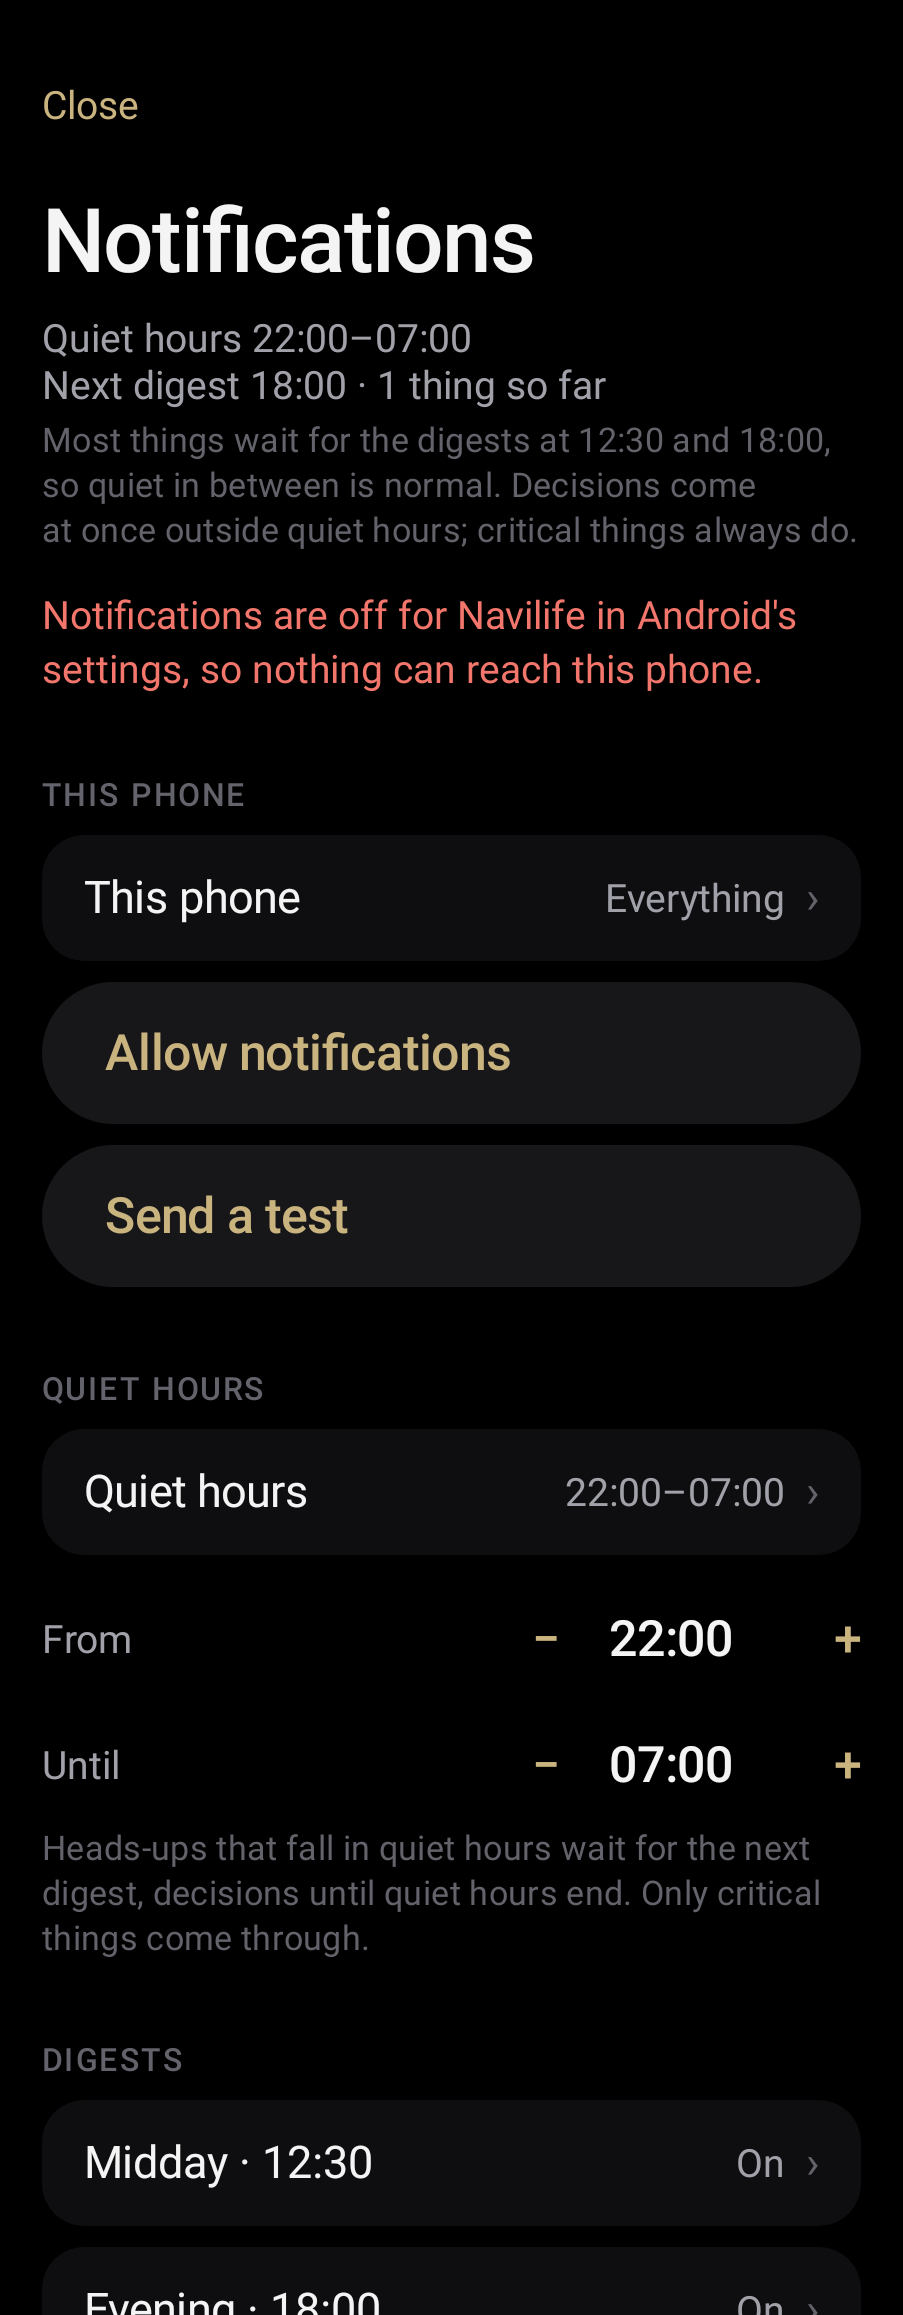 Close
Notifications
Quiet hours 22:00–07:00
Next digest 18:00 · 1 thing so far
Most things wait for the digests at 12:30 and 18:00,
so quiet in between is normal. Decisions come
at once outside quiet hours; critical things always do.
Notifications are off for Navilife in Android's
settings, so nothing can reach this phone.
THIS PHONE
This phone Everything ›
Allow notifications
Send a test
QUIET HOURS
Quiet hours 22:00–07:00 ›
From − 22:00 +
Until − 07:00 +
Heads-ups that fall in quiet hours wait for the next
digest, decisions until quiet hours end. Only critical
things come through.
DIGESTS
Midday · 12:30 On ›
Evening · 18:00 On ›